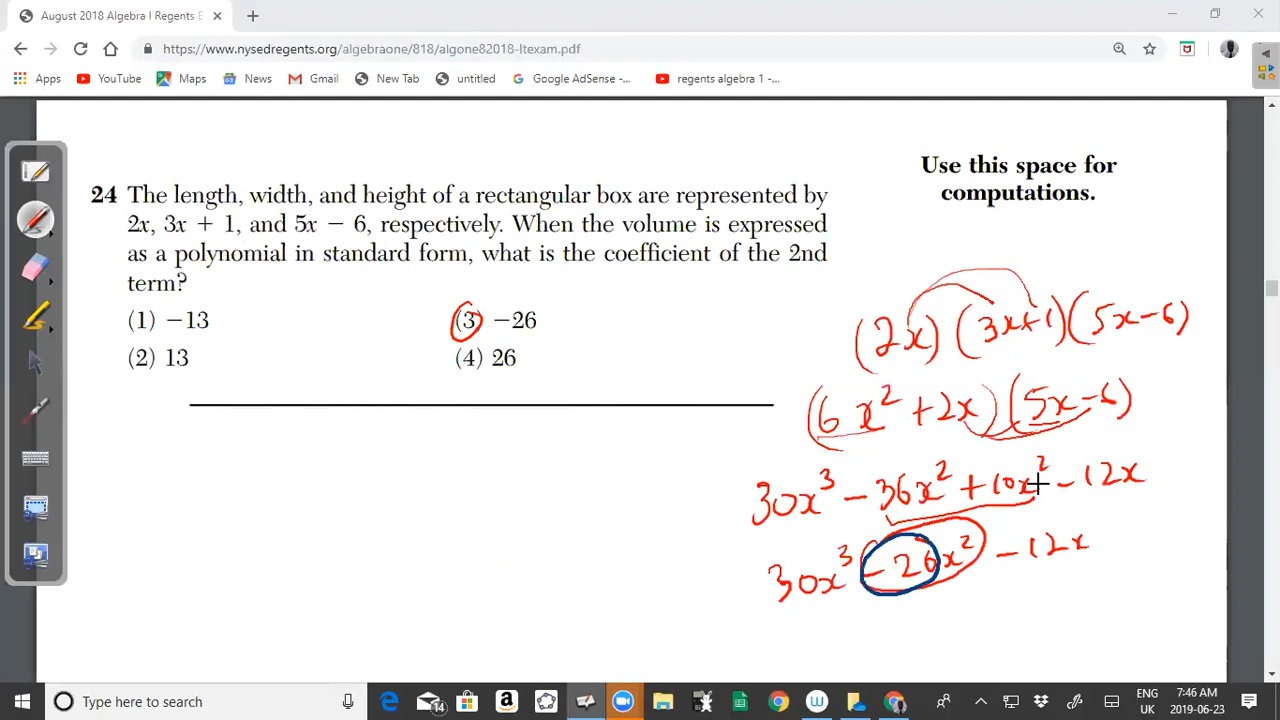 August 2018 Algebra I Regents E
https://www.nysedregents.org/algebraone/818/algone82018-ltexam.pdf
Apps YouTube Maps News Gmail New Tab untitled Google AdSense -... regents algebra 1 -...
Use this space for
computations.
24 The length, width, and height of a rectangular box are represented by
2x, 3x + 1, and 5x − 6, respectively. When the volume is expressed
as a polynomial in standard form, what is the coefficient of the 2nd
term?
(1) −13 (3) −26
(2) 13 (4) 26
(2x) (3x+1)(5x-6)
(6x² +2x)(5x-6)
30x³ - 36x² +10x² -12x
30x³ -26x² -12x
14
Type here to search
ENG
UK
7:46 AM
2019-06-23